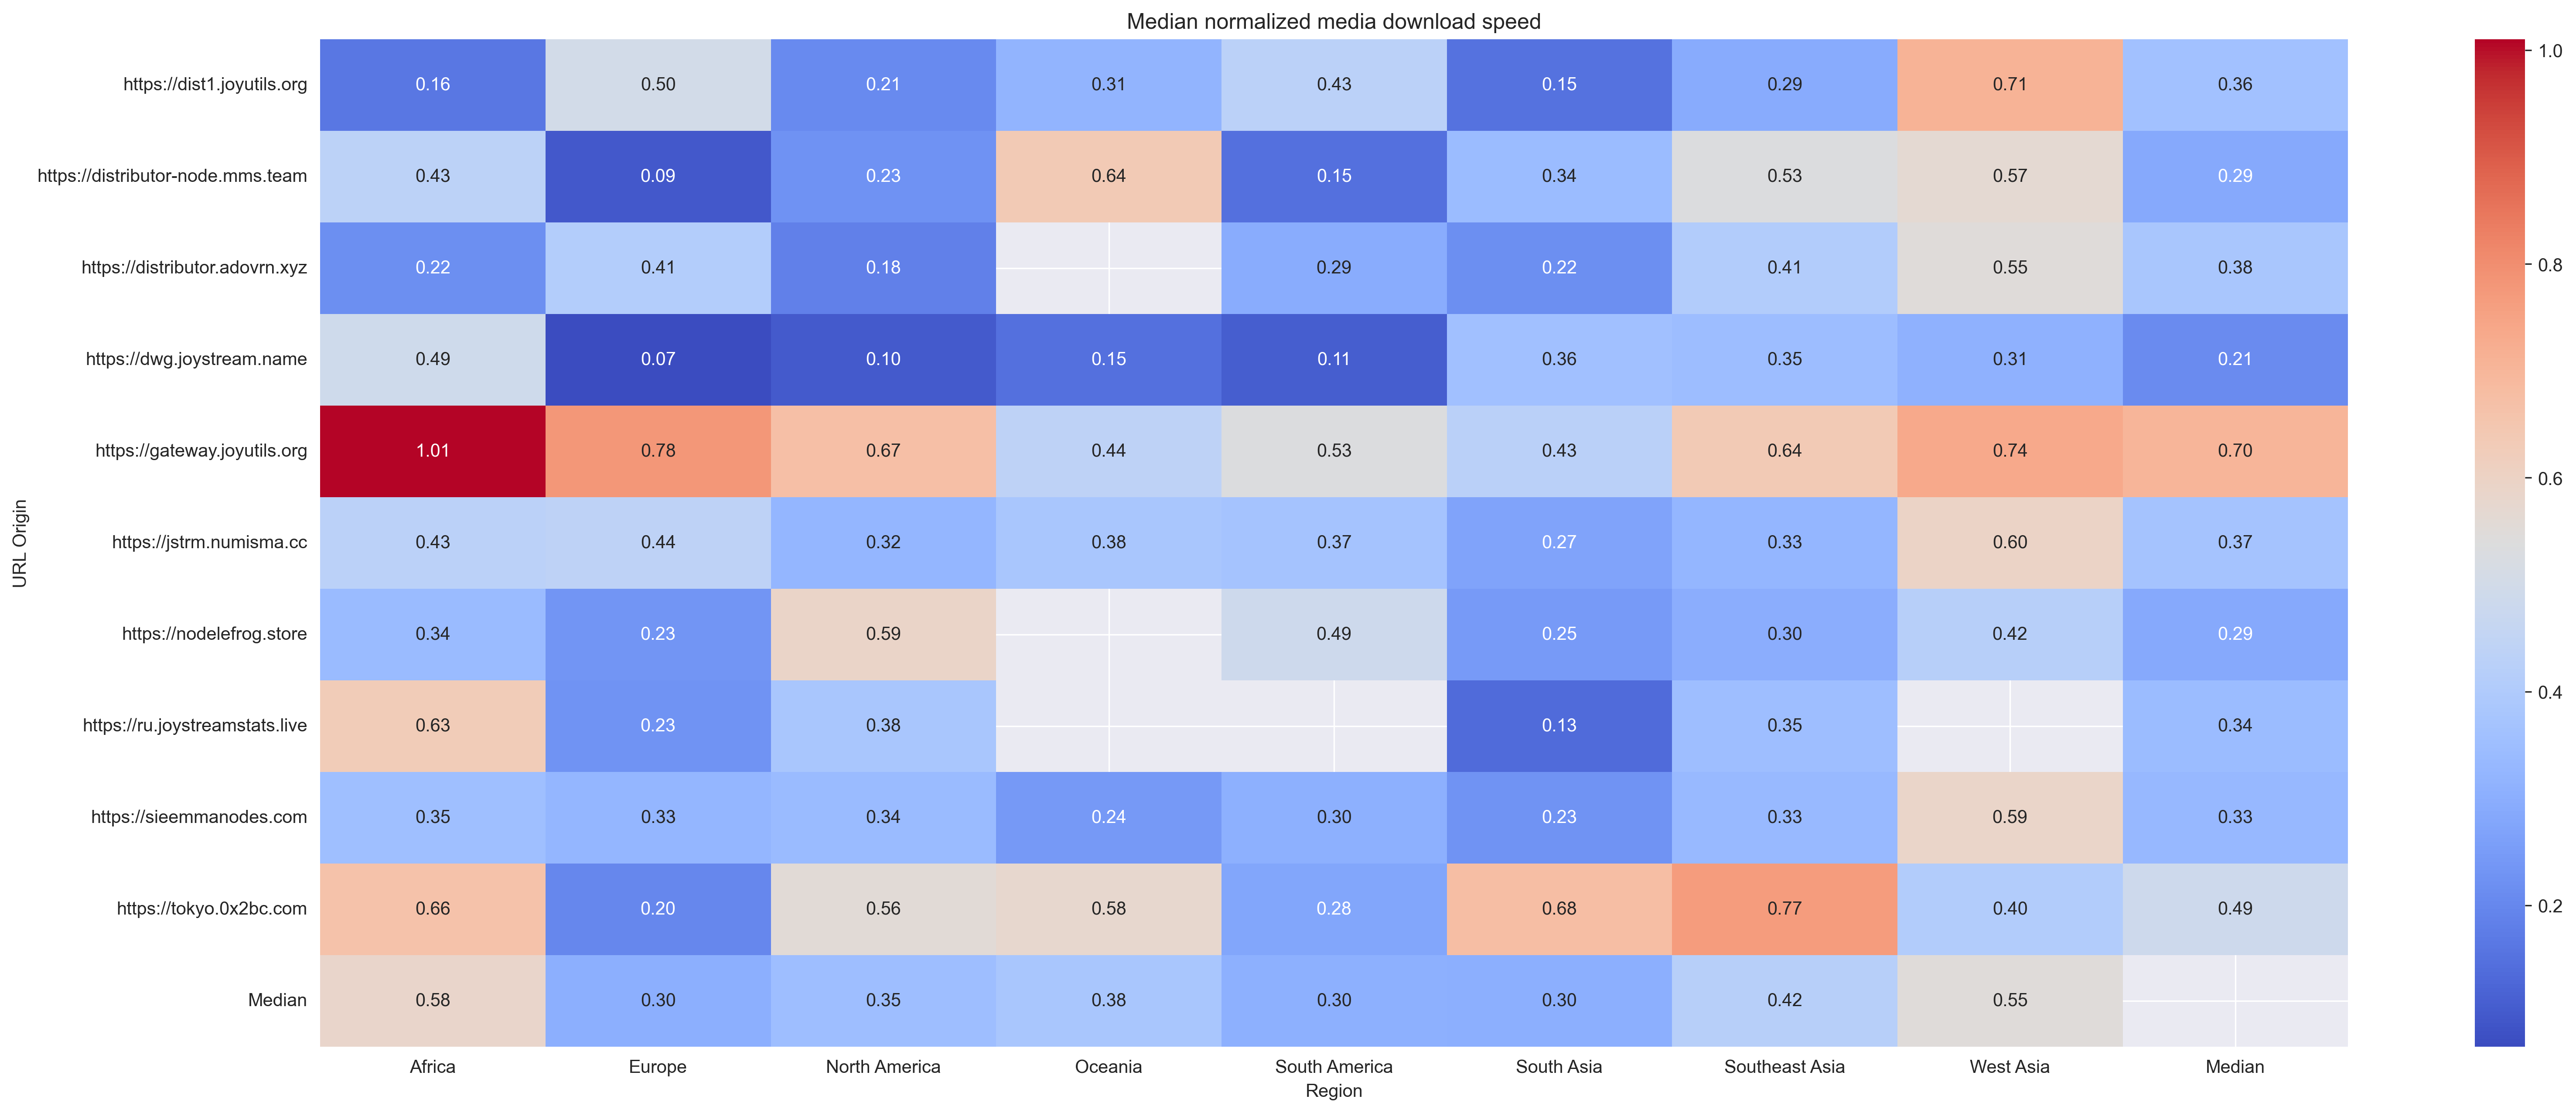 Median normalized media download speed
https://dist1.joyutils.org 0.16 0.50 0.21 0.31 0.43 0.15 0.29 0.71 0.36
https://distributor-node.mms.team 0.43 0.09 0.23 0.64 0.15 0.34 0.53 0.57 0.29
https://distributor.adovrn.xyz 0.22 0.41 0.18 0.29 0.22 0.41 0.55 0.38
https://dwg.joystream.name 0.49 0.07 0.10 0.15 0.11 0.36 0.35 0.31 0.21
https://gateway.joyutils.org 1.01 0.78 0.67 0.44 0.53 0.43 0.64 0.74 0.70
https://jstrm.numisma.cc 0.43 0.44 0.32 0.38 0.37 0.27 0.33 0.60 0.37
https://nodelefrog.store 0.34 0.23 0.59 0.49 0.25 0.30 0.42 0.29
https://ru.joystreamstats.live 0.63 0.23 0.38 0.13 0.35 0.34
https://sieemmanodes.com 0.35 0.33 0.34 0.24 0.30 0.23 0.33 0.59 0.33
https://tokyo.0x2bc.com 0.66 0.20 0.56 0.58 0.28 0.68 0.77 0.40 0.49
Median 0.58 0.30 0.35 0.38 0.30 0.30 0.42 0.55
Africa Europe North America Oceania South America South Asia Southeast Asia West Asia Median
Region
URL Origin
1.0
0.8
0.6
0.4
0.2